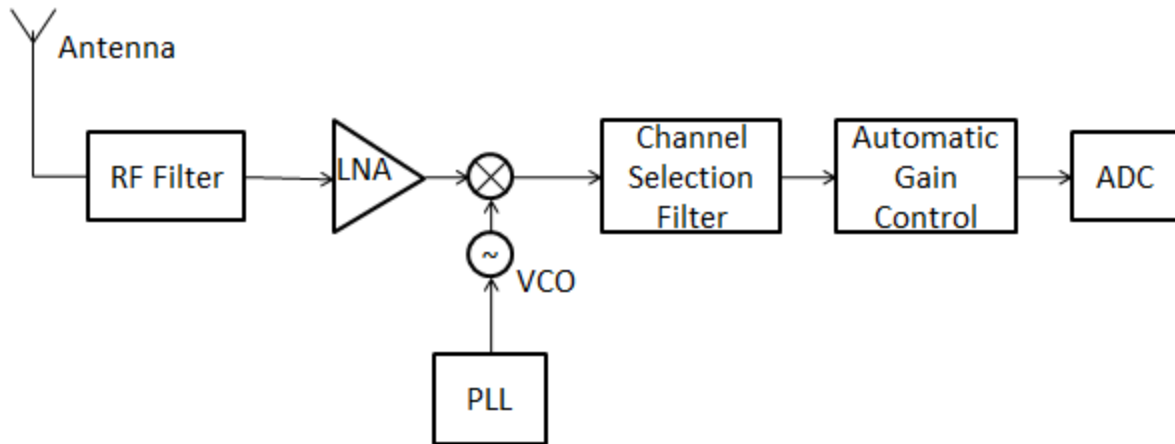 Antenna
RF Filter
LNA
Channel
Selection
Filter
Automatic
Gain
Control
ADC
~
VCO
PLL